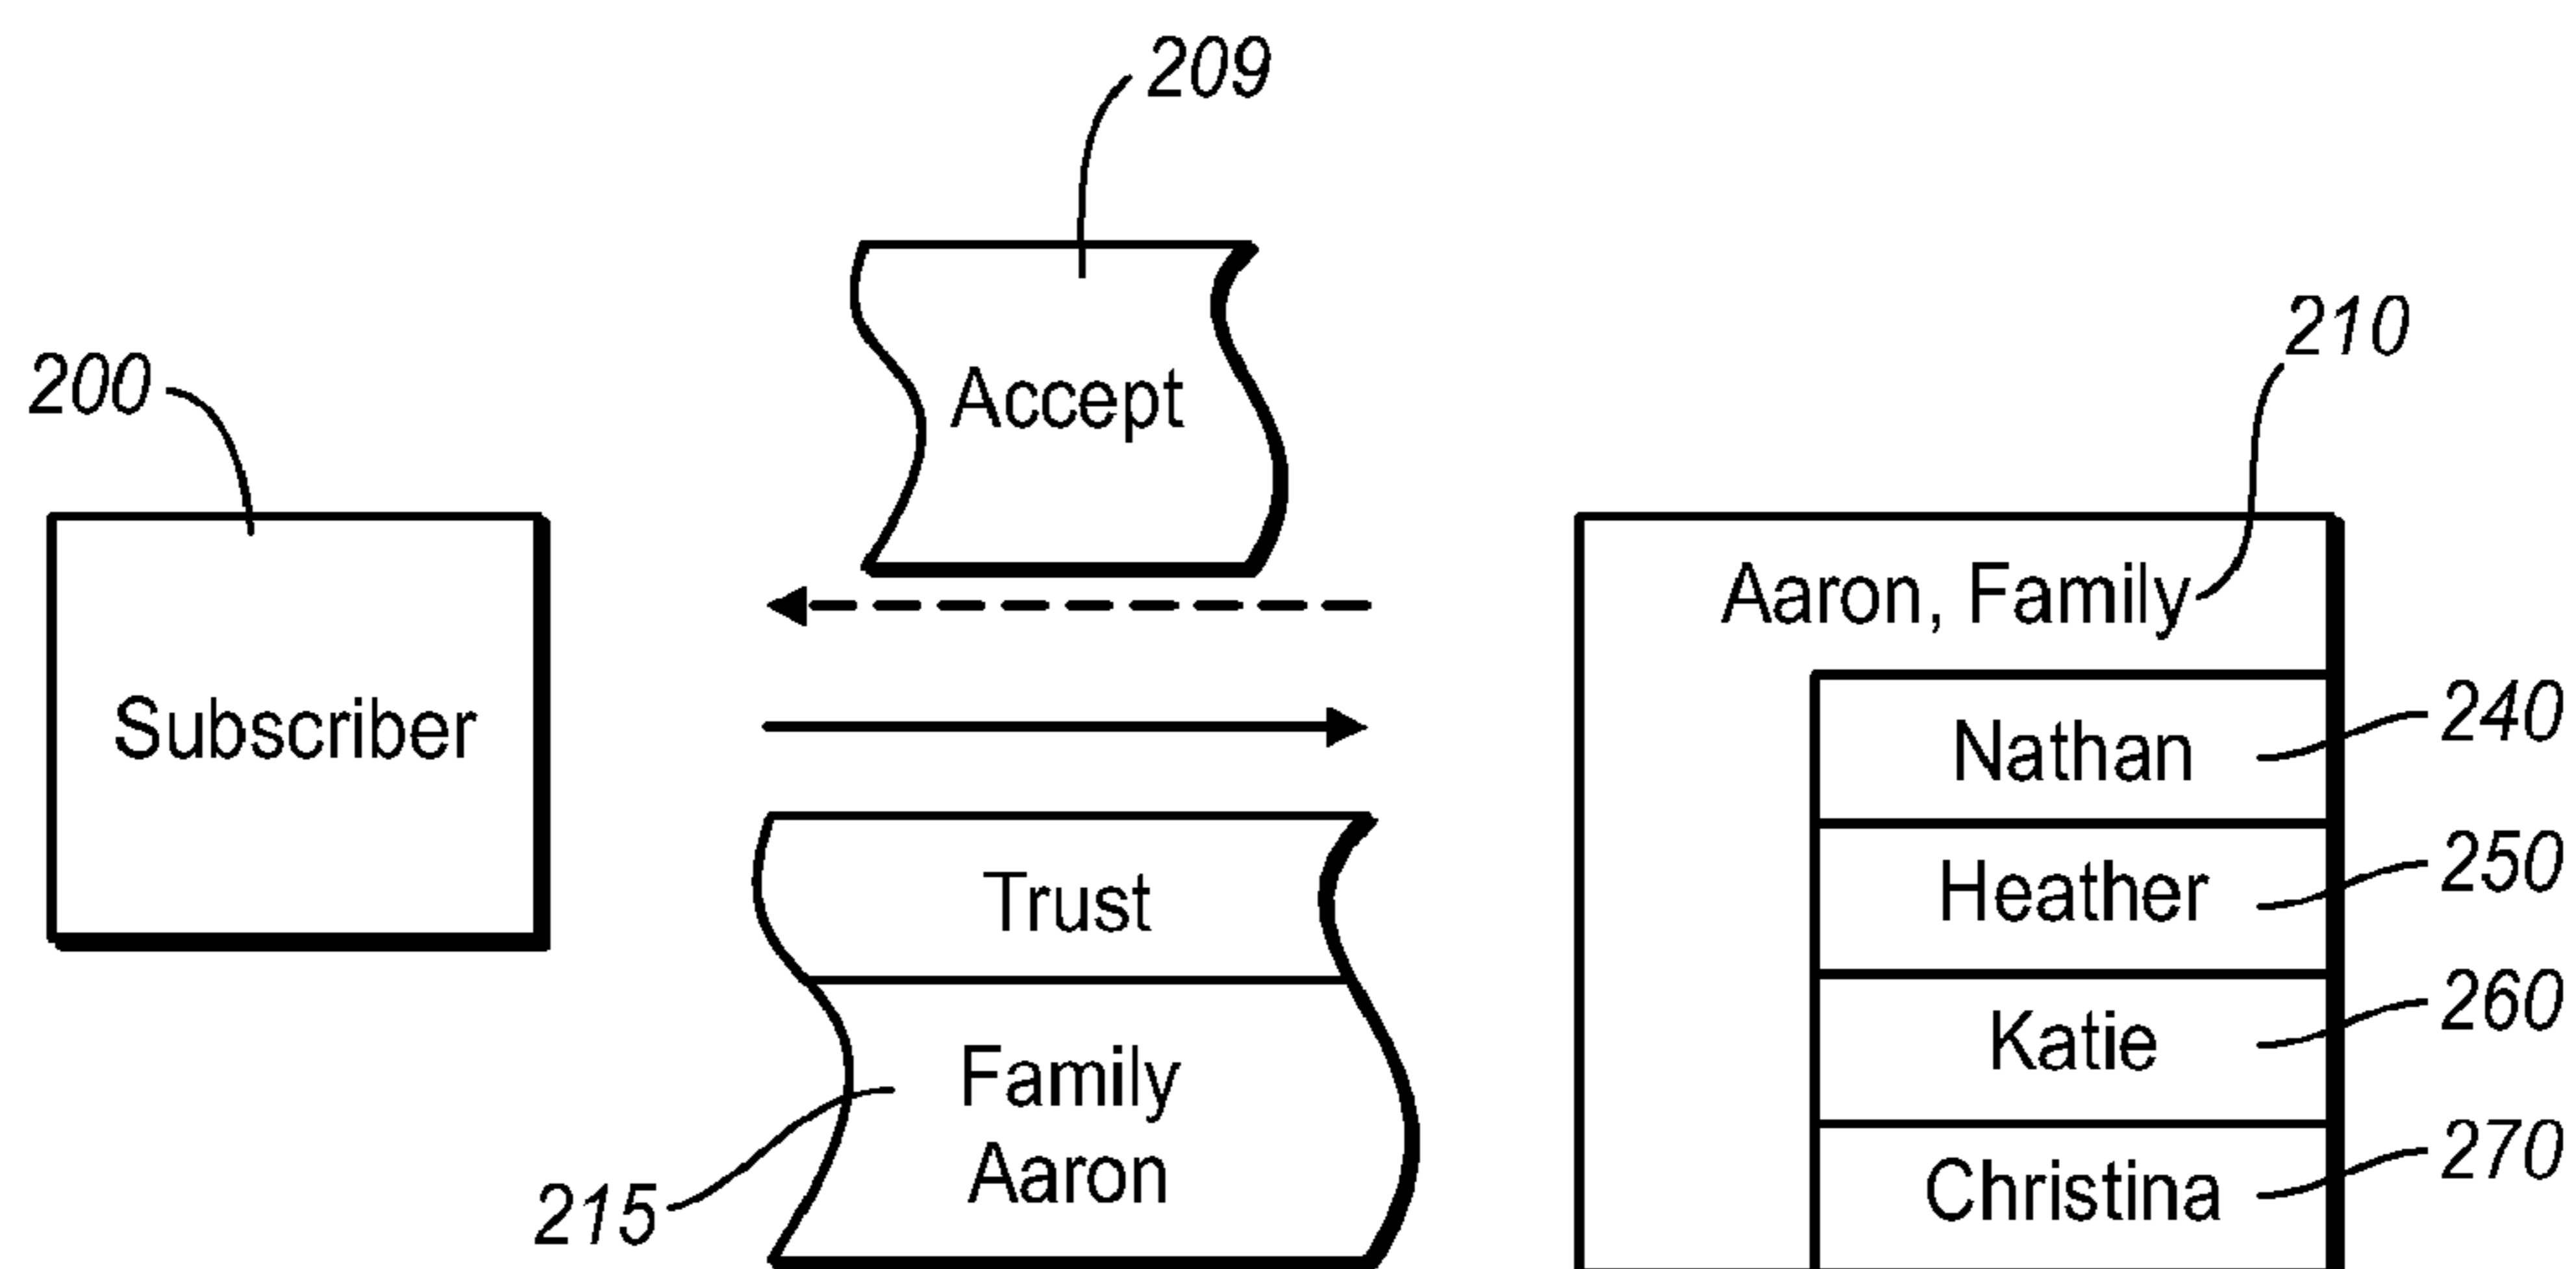 209
Accept
200
210
Subscriber
Aaron, Family
Nathan
240
Heather
250
Katie
260
Christina
270
Trust
Family
Aaron
215